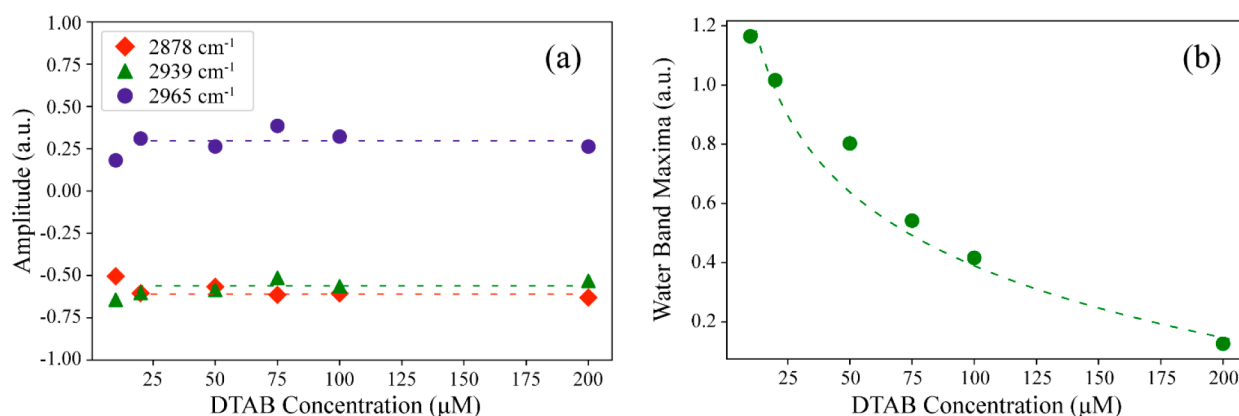 1.00
0.75
0.50
0.25
0.00
-0.25
-0.50
-0.75
-1.00
Amplitude (a.u.)
2878 cm⁻¹
2939 cm⁻¹
2965 cm⁻¹
(a)
25 50 75 100 125 150 175 200
DTAB Concentration (μM)
1.2
1.0
0.8
0.6
0.4
0.2
Water Band Maxima (a.u.)
(b)
25 50 75 100 125 150 175 200
DTAB Concentration (μM)